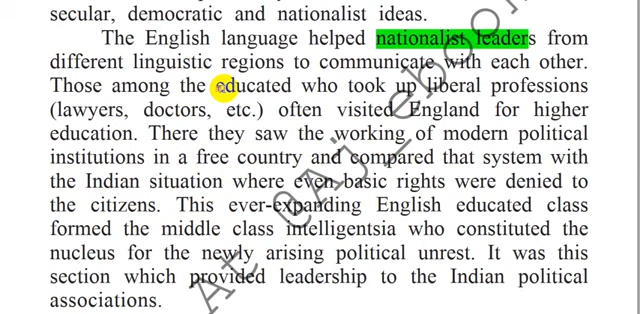 secular, democratic and nationalist ideas.
The English language helped nationalist leaders from
different linguistic regions to communicate with each other.
Those among the educated who took up liberal professions
(lawyers, doctors, etc.) often visited England for higher
education. There they saw the working of modern political
institutions in a free country and compared that system with
the Indian situation where even basic rights were denied to
the citizens. This ever-expanding English educated class
formed the middle class intelligentsia who constituted the
nucleus for the newly arising political unrest. It was this
section which provided leadership to the Indian political
associations.
At @Aj_eboo